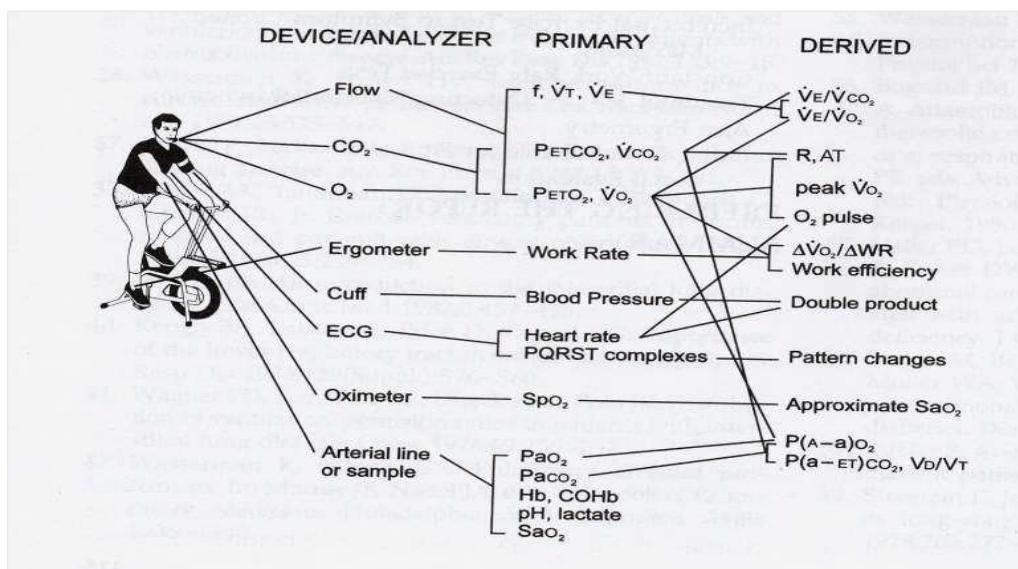 DEVICE/ANALYZER
Flow
CO₂
O₂
Ergometer
Cuff
ECG
Oximeter
Arterial line
or sample
PRIMARY
f, V̇T, V̇E
PETCO₂, V̇CO₂
PETO₂, V̇O₂
Work Rate
Blood Pressure
Heart rate
PQRST complexes
SpO₂
PaO₂
PaCO₂
Hb, COHb
pH, lactate
SaO₂
DERIVED
V̇E/V̇CO₂
V̇E/V̇O₂
R, AT
peak V̇O₂
O₂ pulse
ΔV̇O₂/ΔWR
Work efficiency
Double product
Pattern changes
Approximate SaO₂
P(A–a)O₂
P(a–ET)CO₂, VD/VT